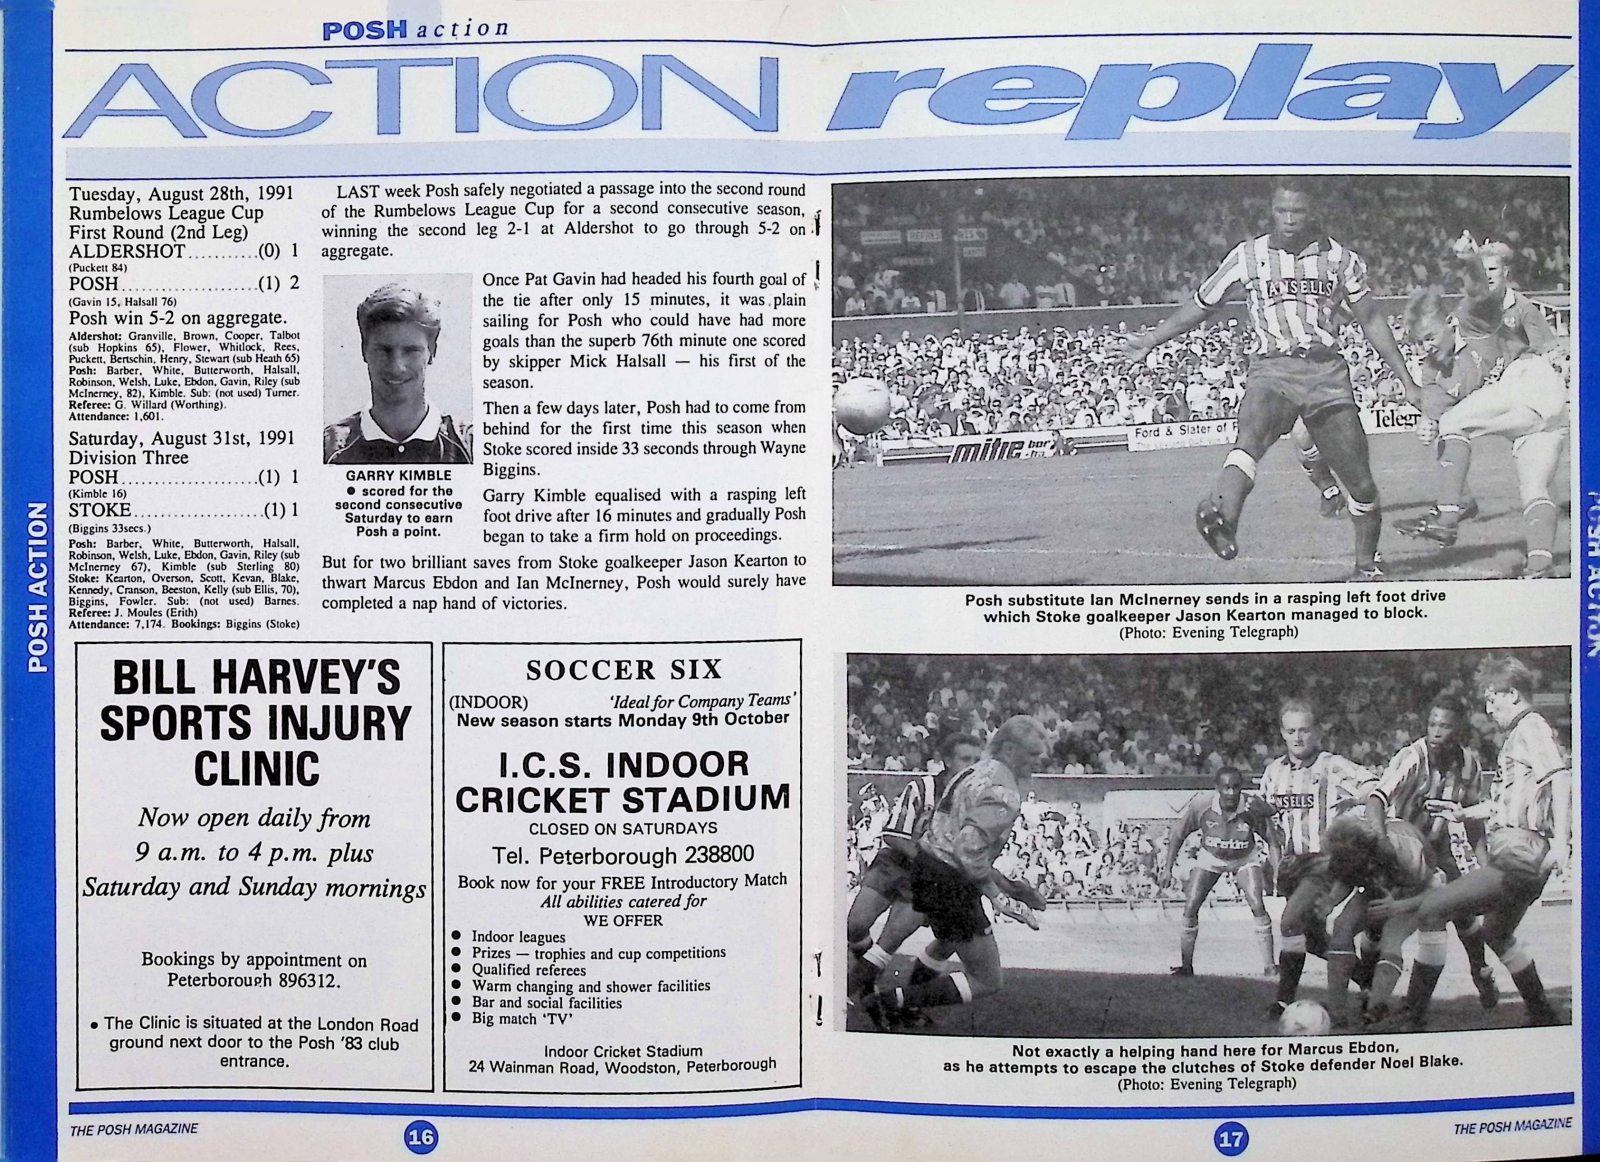 POSH action
ACTION replay
Tuesday, August 28th, 1991
Rumbelows League Cup
First Round (2nd Leg)
ALDERSHOT...........(0) 1
(Puckett 84)
POSH......................(1) 2
(Gavin 15, Halsall 76)
Posh win 5-2 on aggregate.
Aldershot: Granville, Brown, Cooper, Talbot
(sub Hopkins 65), Flower, Whitlock, Rees,
Puckett, Bertschin, Henry, Stewart (sub Heath 65)
Posh: Barber, White, Butterworth, Halsall,
Robinson, Welsh, Luke, Ebdon, Gavin, Riley (sub
McInerney, 82), Kimble. Sub: (not used) Turner.
Referee: G. Willard (Worthing).
Attendance: 1,601.
Saturday, August 31st, 1991
Division Three
POSH......................(1) 1
(Kimble 16)
STOKE.....................(1) 1
(Biggins 33secs.)
Posh: Barber, White, Butterworth, Halsall,
Robinson, Welsh, Luke, Ebdon, Gavin, Riley (sub
McInerney 67), Kimble (sub Sterling 80)
Stoke: Kearton, Overson, Scott, Kevan, Blake,
Kennedy, Cranson, Beeston, Kelly (sub Ellis, 70),
Biggins, Fowler. Sub: (not used) Barnes.
Referee: J. Moules (Erith)
Attendance: 7,174. Bookings: Biggins (Stoke)
LAST week Posh safely negotiated a passage into the second round
of the Rumbelows League Cup for a second consecutive season,
winning the second leg 2-1 at Aldershot to go through 5-2 on
aggregate.
Once Pat Gavin had headed his fourth goal of
the tie after only 15 minutes, it was plain
sailing for Posh who could have had more
goals than the superb 76th minute one scored
by skipper Mick Halsall — his first of the
season.
Then a few days later, Posh had to come from
behind for the first time this season when
Stoke scored inside 33 seconds through Wayne
Biggins.
Garry Kimble equalised with a rasping left
foot drive after 16 minutes and gradually Posh
began to take a firm hold on proceedings.
GARRY KIMBLE
● scored for the
second consecutive
Saturday to earn
Posh a point.
But for two brilliant saves from Stoke goalkeeper Jason Kearton to
thwart Marcus Ebdon and Ian McInerney, Posh would surely have
completed a nap hand of victories.
BILL HARVEY'S
SPORTS INJURY
CLINIC
Now open daily from
9 a.m. to 4 p.m. plus
Saturday and Sunday mornings
Bookings by appointment on
Peterborough 896312.
● The Clinic is situated at the London Road
ground next door to the Posh '83 club
entrance.
SOCCER SIX
(INDOOR) 'Ideal for Company Teams'
New season starts Monday 9th October
I.C.S. INDOOR
CRICKET STADIUM
CLOSED ON SATURDAYS
Tel. Peterborough 238800
Book now for your FREE Introductory Match
All abilities catered for
WE OFFER
● Indoor leagues
● Prizes — trophies and cup competitions
● Qualified referees
● Warm changing and shower facilities
● Bar and social facilities
● Big match 'TV'
Indoor Cricket Stadium
24 Wainman Road, Woodston, Peterborough
ANSELLS
mitre
Ford & Slater of
Telegr
Posh substitute Ian McInerney sends in a rasping left foot drive
which Stoke goalkeeper Jason Kearton managed to block.
(Photo: Evening Telegraph)
NSELLS
Perkins
Not exactly a helping hand here for Marcus Ebdon,
as he attempts to escape the clutches of Stoke defender Noel Blake.
(Photo: Evening Telegraph)
POSH ACTION
POSH ACTION
THE POSH MAGAZINE
16
17
THE POSH MAGAZINE